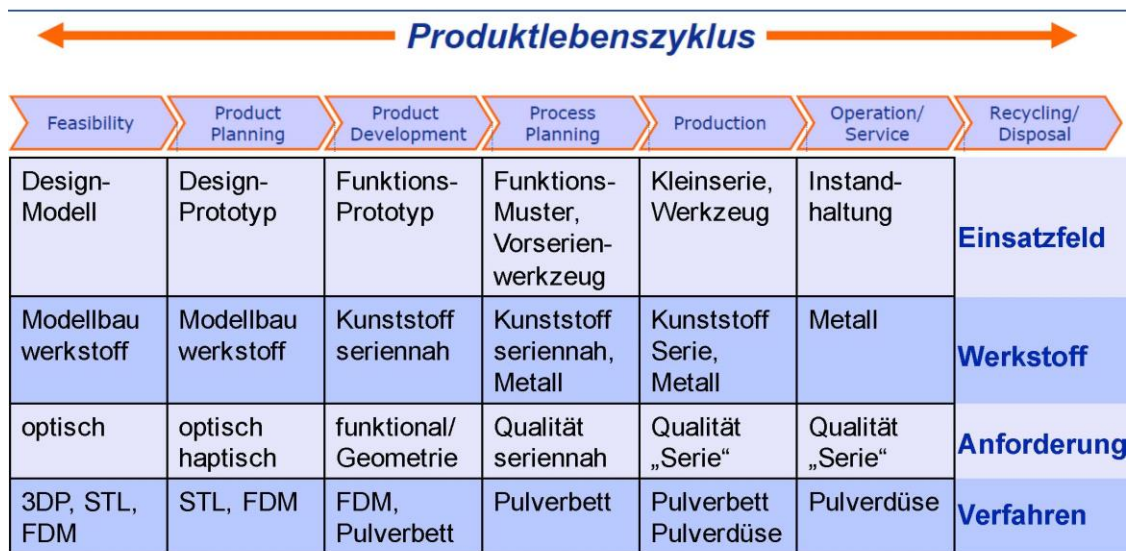 Produktlebenszyklus
Feasibility
Product
Planning
Product
Development
Process
Planning
Production
Operation/
Service
Recycling/
Disposal
Design-
Modell
Design-
Prototyp
Funktions-
Prototyp
Funktions-
Muster,
Vorserien-
werkzeug
Kleinserie,
Werkzeug
Instand-
haltung
Einsatzfeld
Modellbau
werkstoff
Modellbau
werkstoff
Kunststoff
seriennah
Kunststoff
seriennah,
Metall
Kunststoff
Serie,
Metall
Metall
Werkstoff
optisch
optisch
haptisch
funktional/
Geometrie
Qualität
seriennah
Qualität
„Serie“
Qualität
„Serie“
Anforderung
3DP, STL,
FDM
STL, FDM
FDM,
Pulverbett
Pulverbett
Pulverbett
Pulverdüse
Pulverdüse
Verfahren